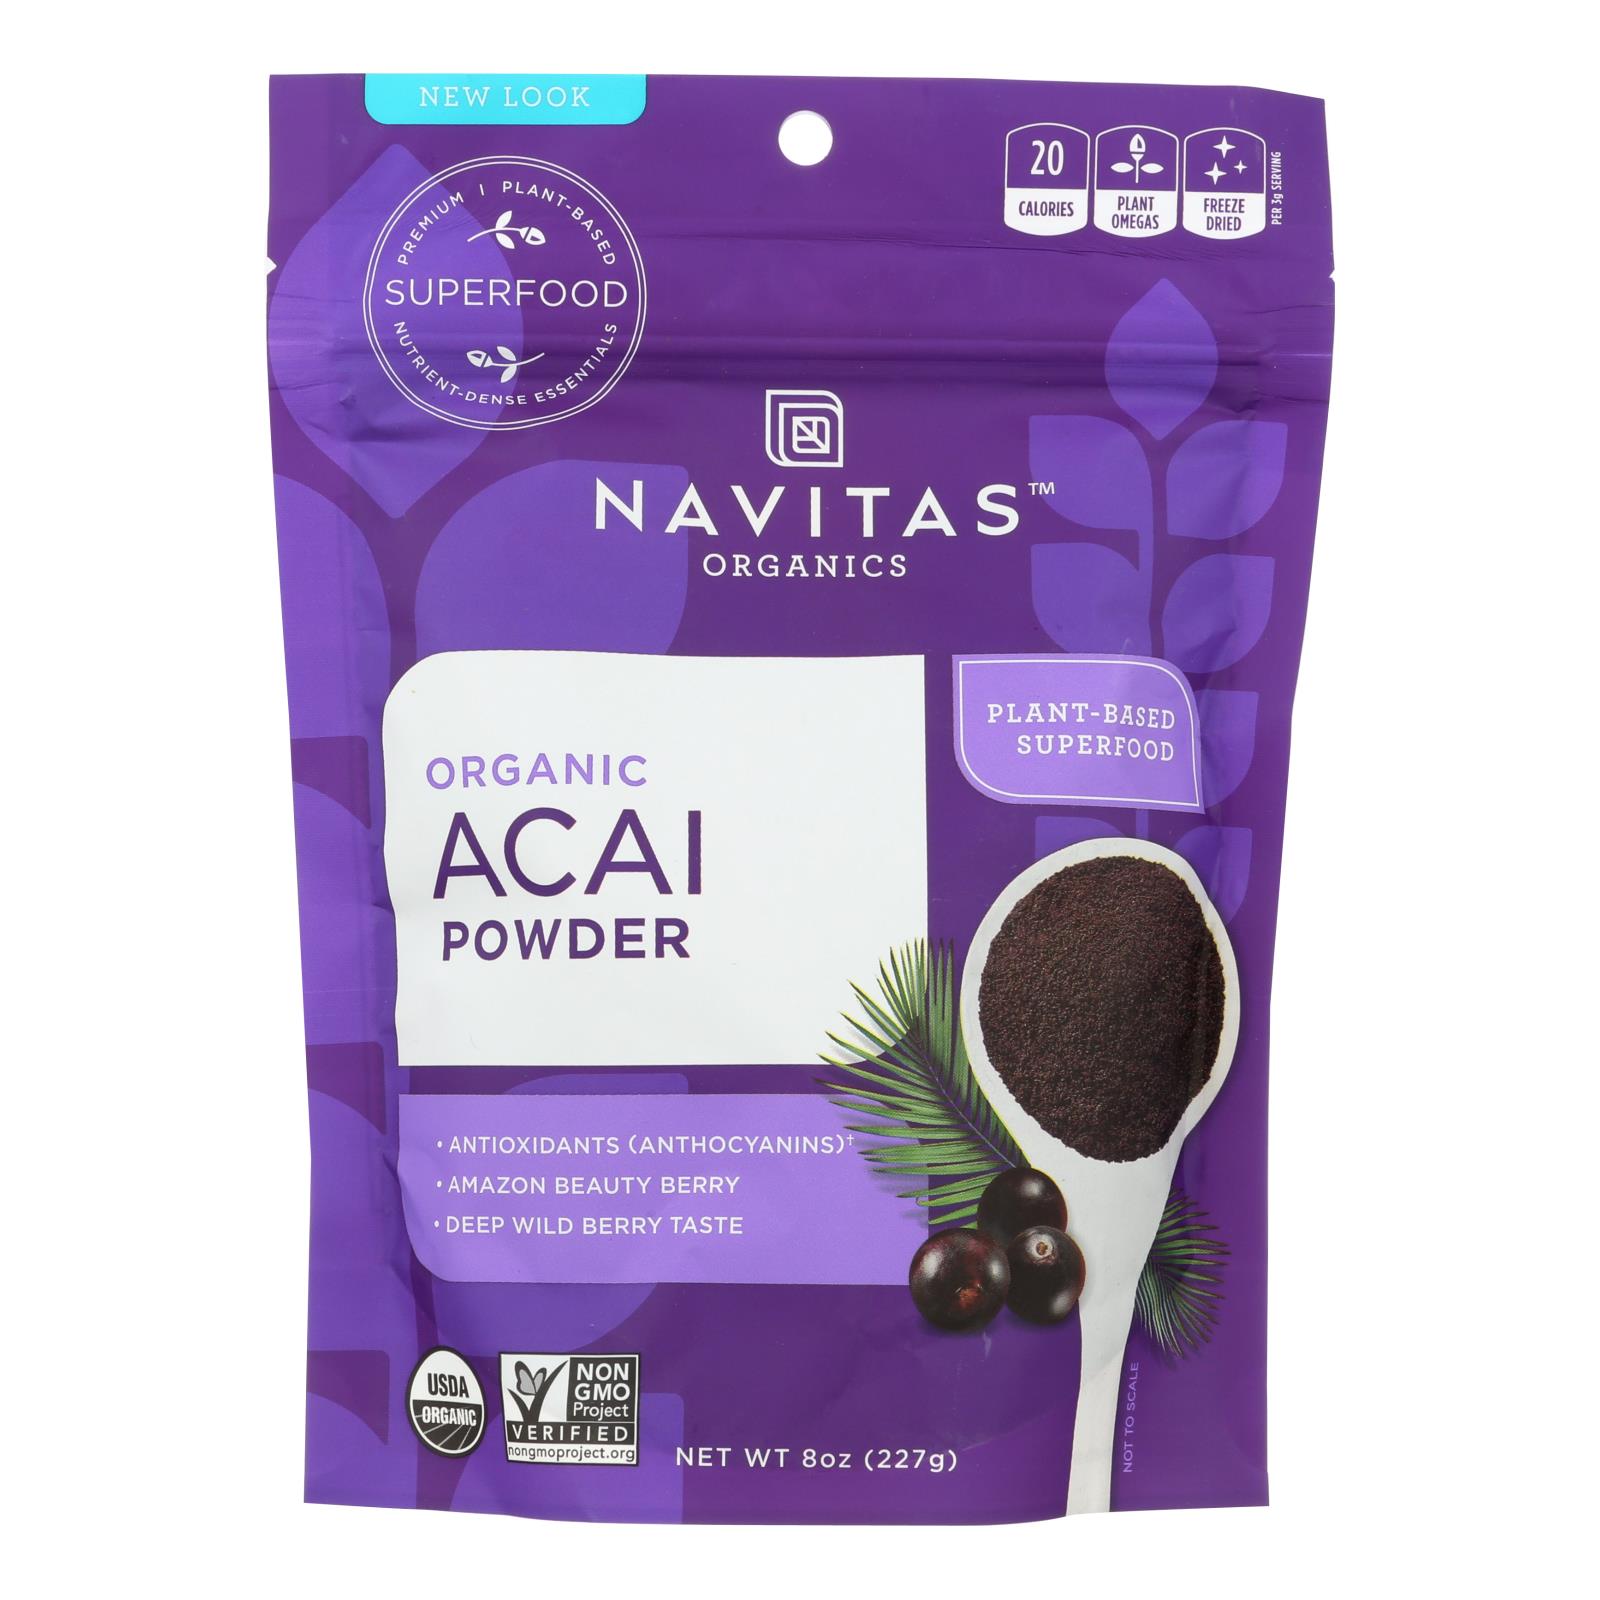 NEW LOOK
PREMIUM | PLANT-BASED
SUPERFOOD
NUTRIENT-DENSE ESSENTIALS
20
CALORIES
PLANT
OMEGAS
FREEZE
DRIED
PER 3g SERVING
NAVITAS™
ORGANICS
PLANT-BASED
SUPERFOOD
ORGANIC
ACAI
POWDER
• ANTIOXIDANTS (ANTHOCYANINS)†
• AMAZON BEAUTY BERRY
• DEEP WILD BERRY TASTE
USDA
ORGANIC
NON
GMO
Project
VERIFIED
nongmoproject.org
NET WT 8oz (227g)
NOT TO SCALE